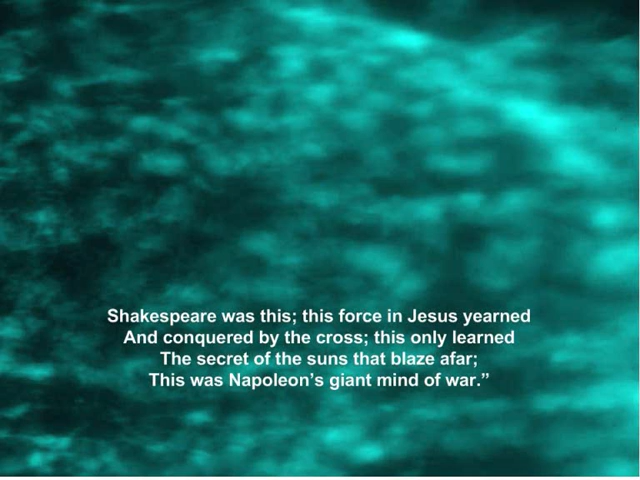 Shakespeare was this; this force in Jesus yearned
And conquered by the cross; this only learned
The secret of the suns that blaze afar;
This was Napoleon’s giant mind of war.”